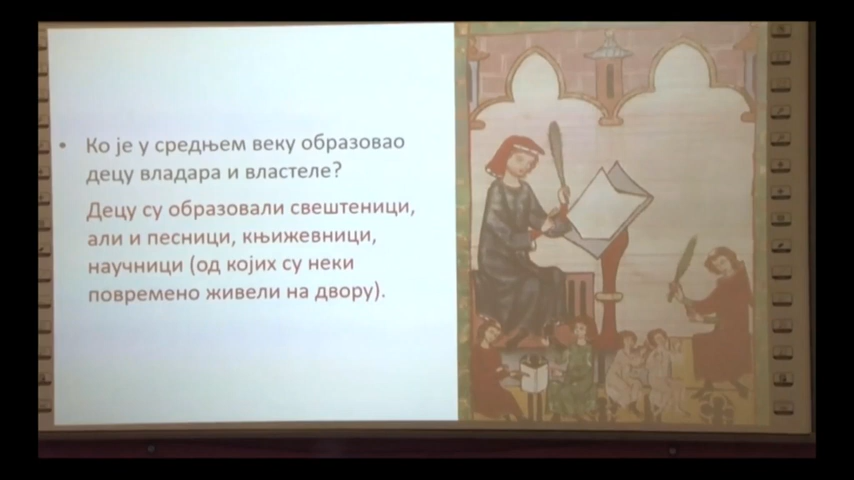 • Ко је у средњем веку образовао
децу владара и властеле?
Децу су образовали свештеници,
али и песници, књижевници,
научници (од којих су неки
повремено живели на двору).